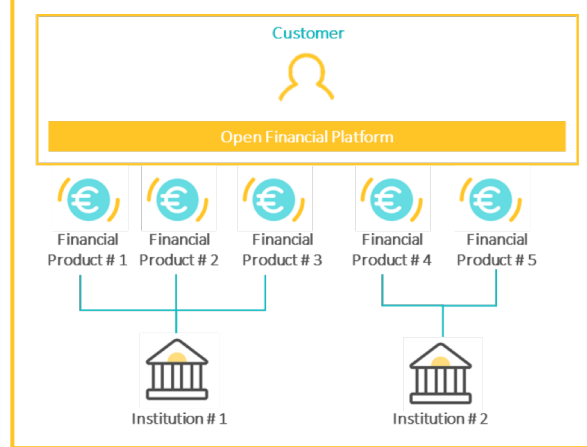 Customer
Open Financial Platform
€ € € € €
Financial Financial Financial Financial Financial
Product # 1 Product # 2 Product # 3 Product # 4 Product # 5
Institution # 1 Institution # 2